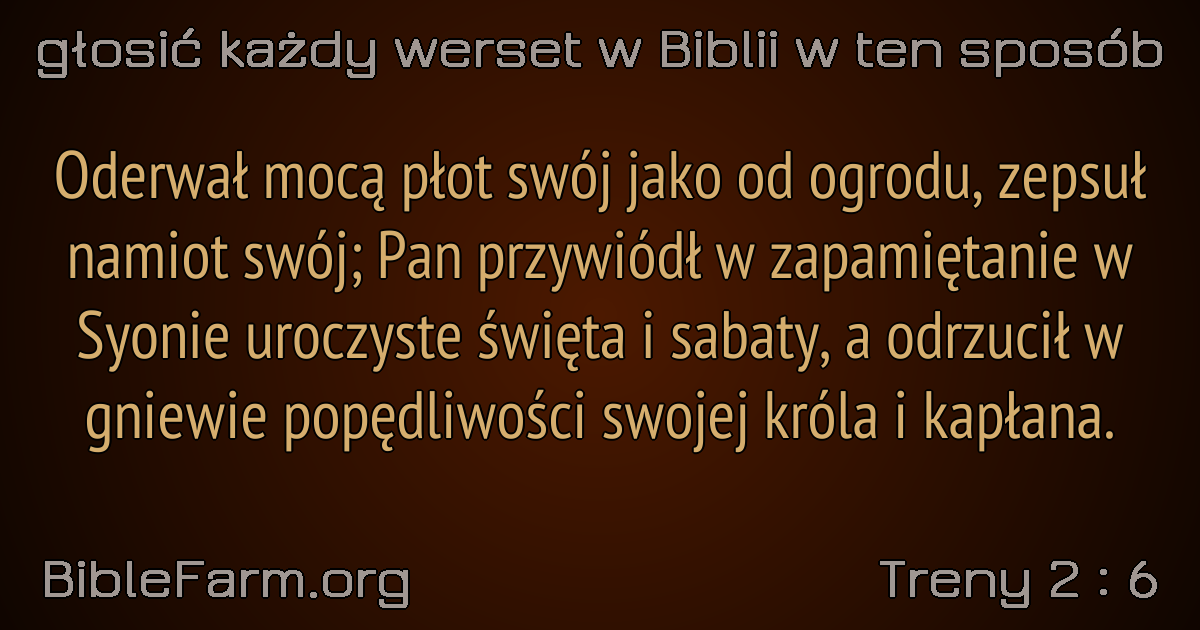 głosić każdy werset w Biblii w ten sposób
Oderwał mocą płot swój jako od ogrodu, zepsuł
namiot swój; Pan przywiódł w zapamiętanie w
Syonie uroczyste święta i sabaty, a odrzucił w
gniewie popędliwości swojej króla i kapłana.
BibleFarm.org
Treny 2 : 6